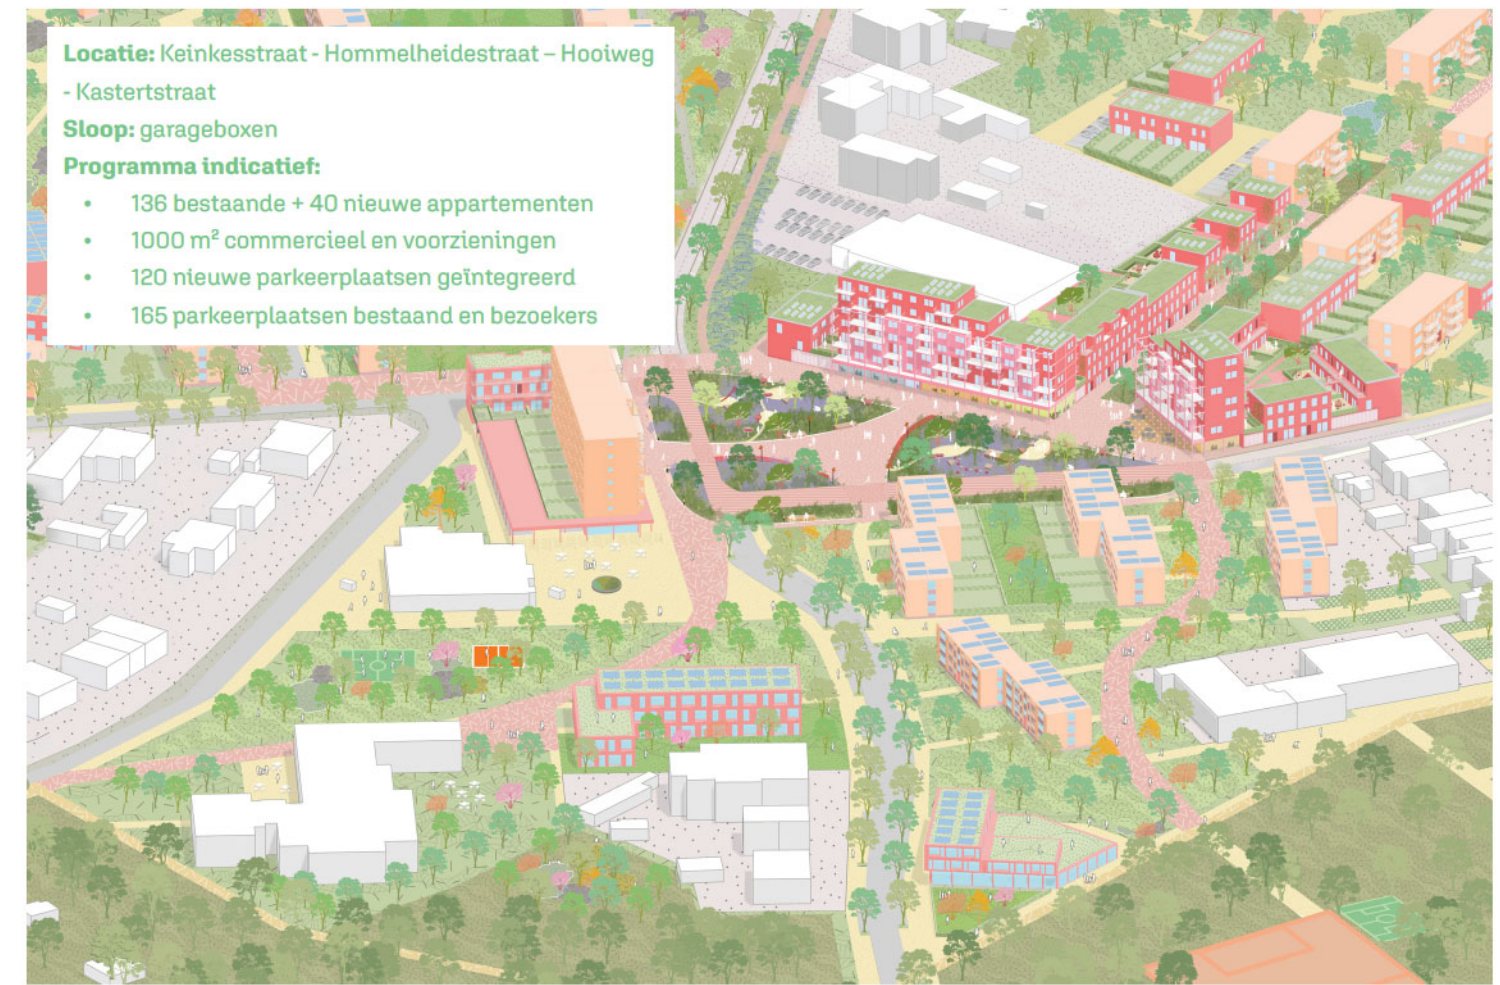 Locatie: Keinkesstraat - Hommelheidestraat – Hooiweg
- Kastertstraat
Sloop: garageboxen
Programma indicatief:
• 136 bestaande + 40 nieuwe appartementen
• 1000 m² commercieel en voorzieningen
• 120 nieuwe parkeerplaatsen geïntegreerd
• 165 parkeerplaatsen bestaand en bezoekers